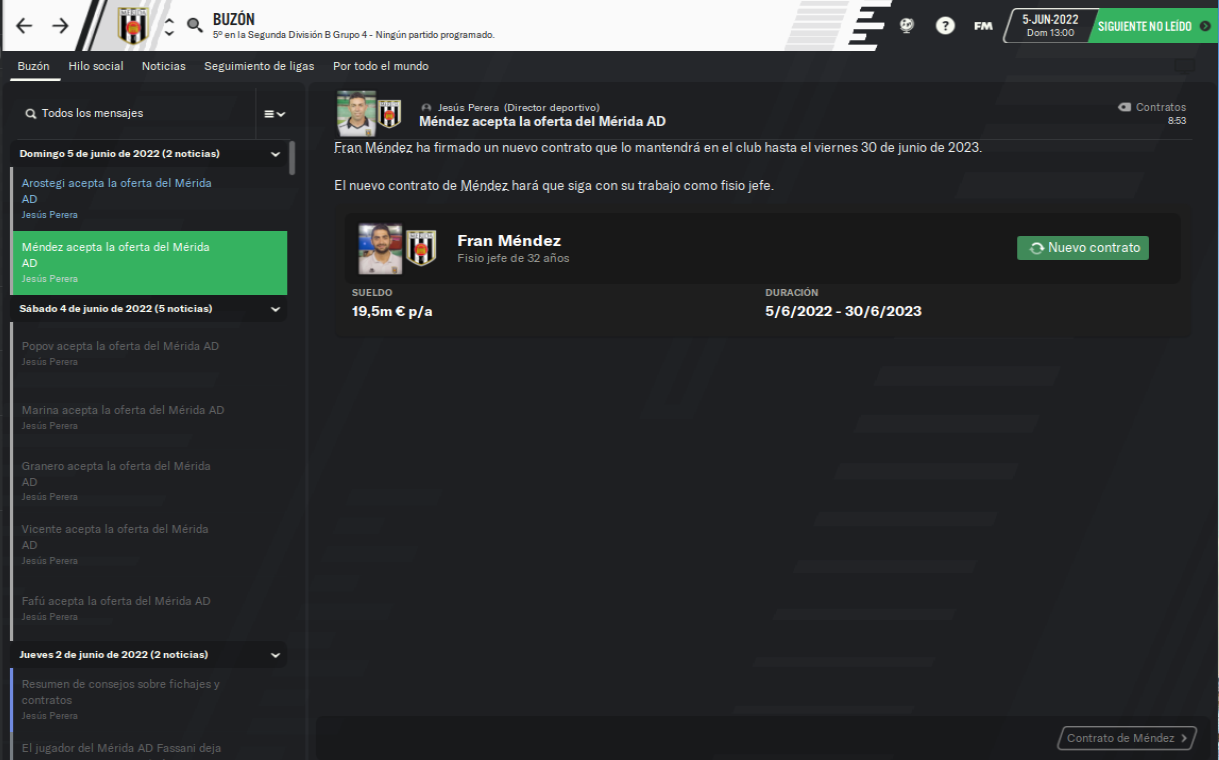 BUZÓN
5º en la Segunda División B Grupo 4 - Ningún partido programado.
?
FM
5-JUN-2022
Dom 13:00
SIGUIENTE NO LEÍDO
Buzón
Hilo social
Noticias
Seguimiento de ligas
Por todo el mundo
Todos los mensajes
Domingo 5 de junio de 2022 (2 noticias)
Arostegi acepta la oferta del Mérida
AD
Jesús Perera
Méndez acepta la oferta del Mérida
AD
Jesús Perera
Sábado 4 de junio de 2022 (5 noticias)
Popov acepta la oferta del Mérida AD
Jesús Perera
Marina acepta la oferta del Mérida AD
Jesús Perera
Granero acepta la oferta del Mérida
AD
Jesús Perera
Vicente acepta la oferta del Mérida
AD
Jesús Perera
Fafú acepta la oferta del Mérida AD
Jesús Perera
Jueves 2 de junio de 2022 (2 noticias)
Resumen de consejos sobre fichajes y
contratos
Jesús Perera
El jugador del Mérida AD Fassani deja
Jesús Perera (Director deportivo)
Méndez acepta la oferta del Mérida AD
Contratos
8:53
Fran Méndez ha firmado un nuevo contrato que lo mantendrá en el club hasta el viernes 30 de junio de 2023.
El nuevo contrato de Méndez hará que siga con su trabajo como fisio jefe.
Fran Méndez
Fisio jefe de 32 años
Nuevo contrato
SUELDO
19,5m € p/a
DURACIÓN
5/6/2022 - 30/6/2023
Contrato de Méndez